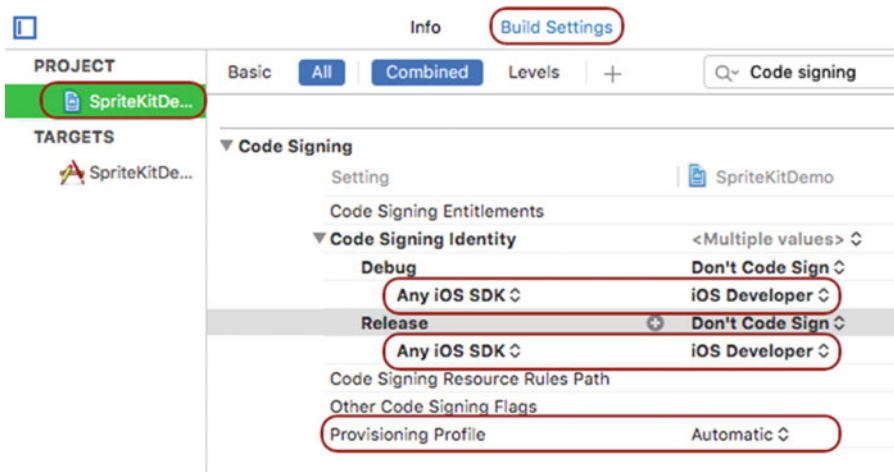 Info Build Settings
PROJECT Basic All Combined Levels + Code signing
SpriteKitDe...
TARGETS
SpriteKitDe...
Code Signing
Setting SpriteKitDemo
Code Signing Entitlements
Code Signing Identity <Multiple values>
Debug Don't Code Sign
Any iOS SDK iOS Developer
Release Don't Code Sign
Any iOS SDK iOS Developer
Code Signing Resource Rules Path
Other Code Signing Flags
Provisioning Profile Automatic